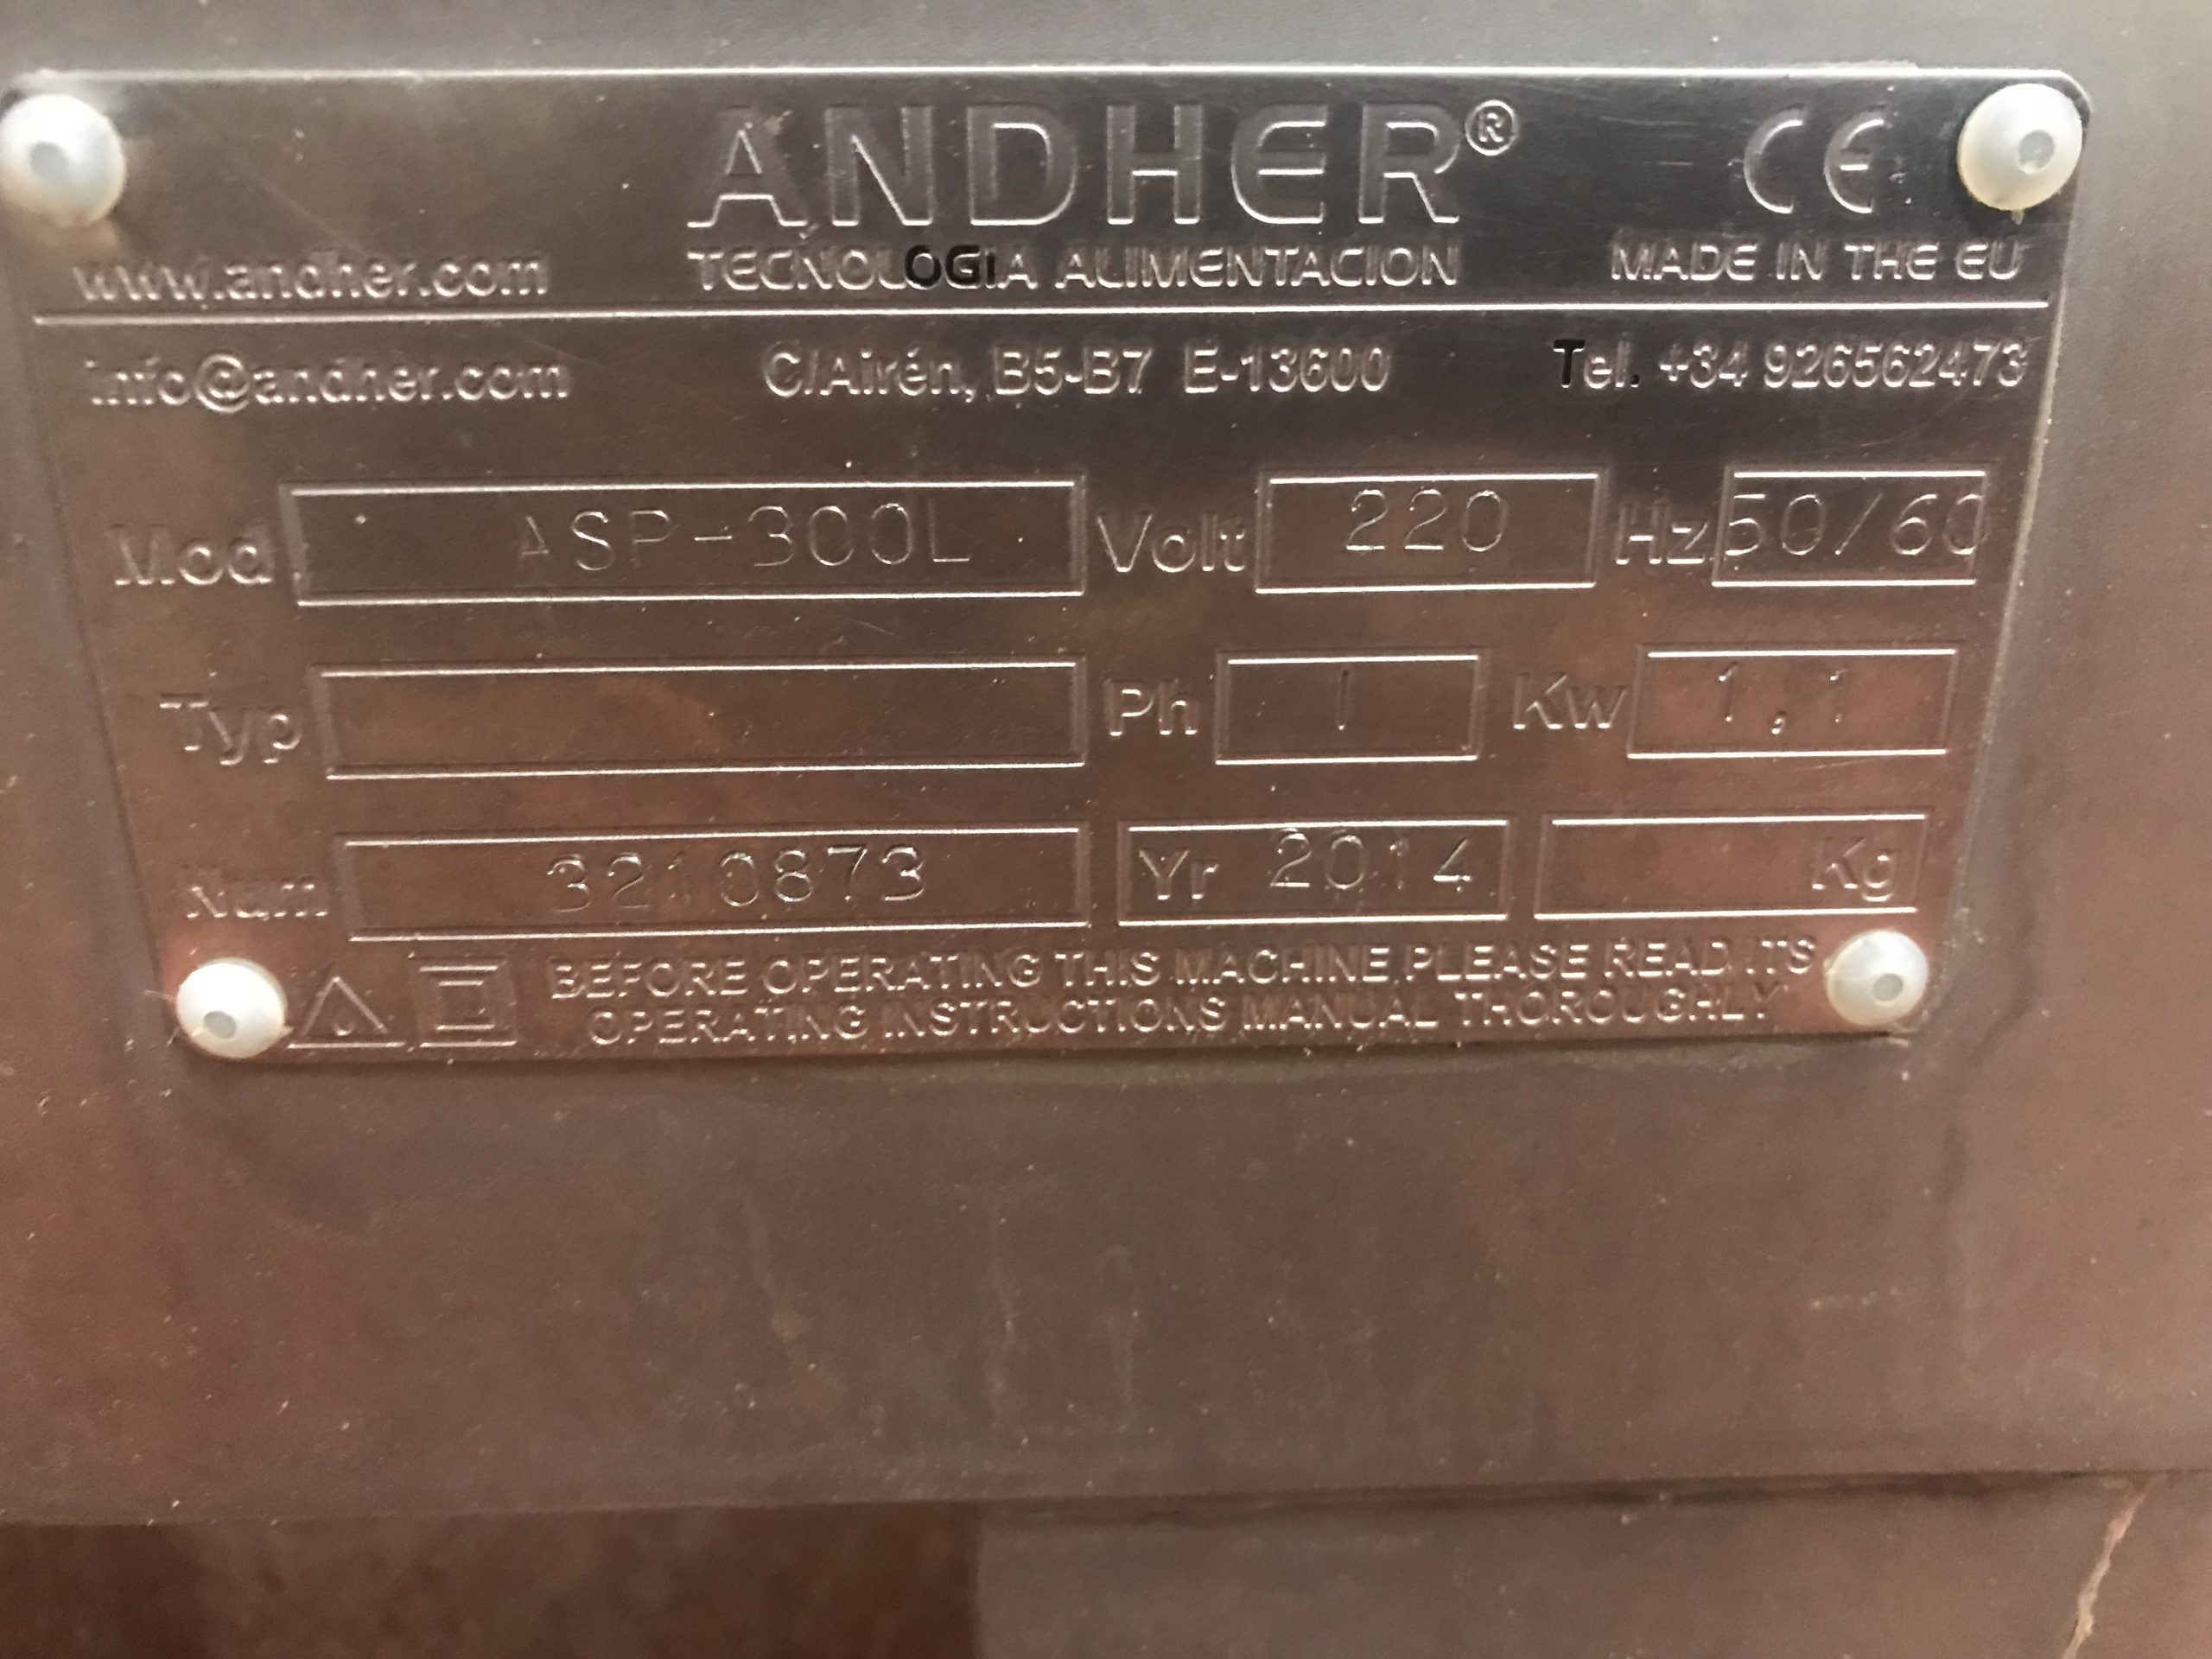 ANDHER® CE
www.andher.com TECNOLOGIA ALIMENTACION MADE IN THE EU
info@andher.com C/Airén, B5-B7 E-13600 Tel. +34 926562473
Mod ASP-300L Volt 220 Hz 50/60
Typ Ph 1 Kw 1,1
Num 3210873 Yr 2014 Kg
BEFORE OPERATING THIS MACHINE, PLEASE READ ITS
OPERATING INSTRUCTIONS MANUAL THOROUGHLY